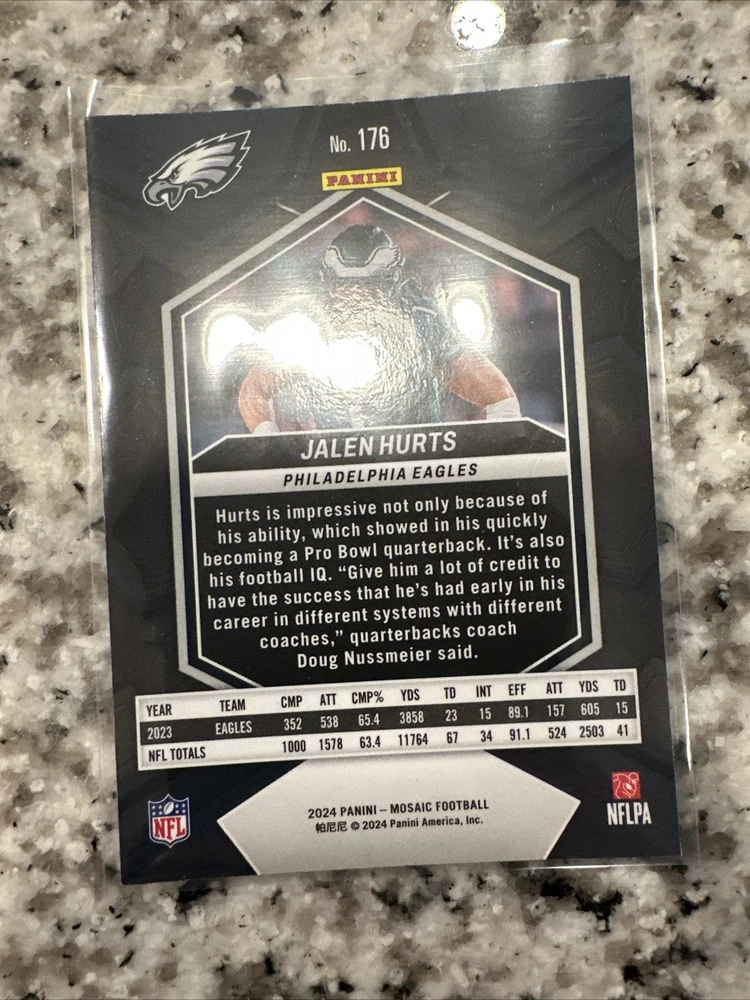 No. 176
PANINI
JALEN HURTS
PHILADELPHIA EAGLES
Hurts is impressive not only because of
his ability, which showed in his quickly
becoming a Pro Bowl quarterback. It's also
his football IQ. “Give him a lot of credit to
have the success that he's had early in his
career in different systems with different
coaches,” quarterbacks coach
Doug Nussmeier said.
YEAR TEAM CMP ATT CMP% YDS TD INT EFF ATT YDS TD
2023 EAGLES 352 538 65.4 3858 23 15 89.1 157 605 15
NFL TOTALS 1000 1578 63.4 11764 67 34 91.1 524 2503 41
2024 PANINI – MOSAIC FOOTBALL
帕尼尼 © 2024 Panini America, Inc.
NFL
NFLPA